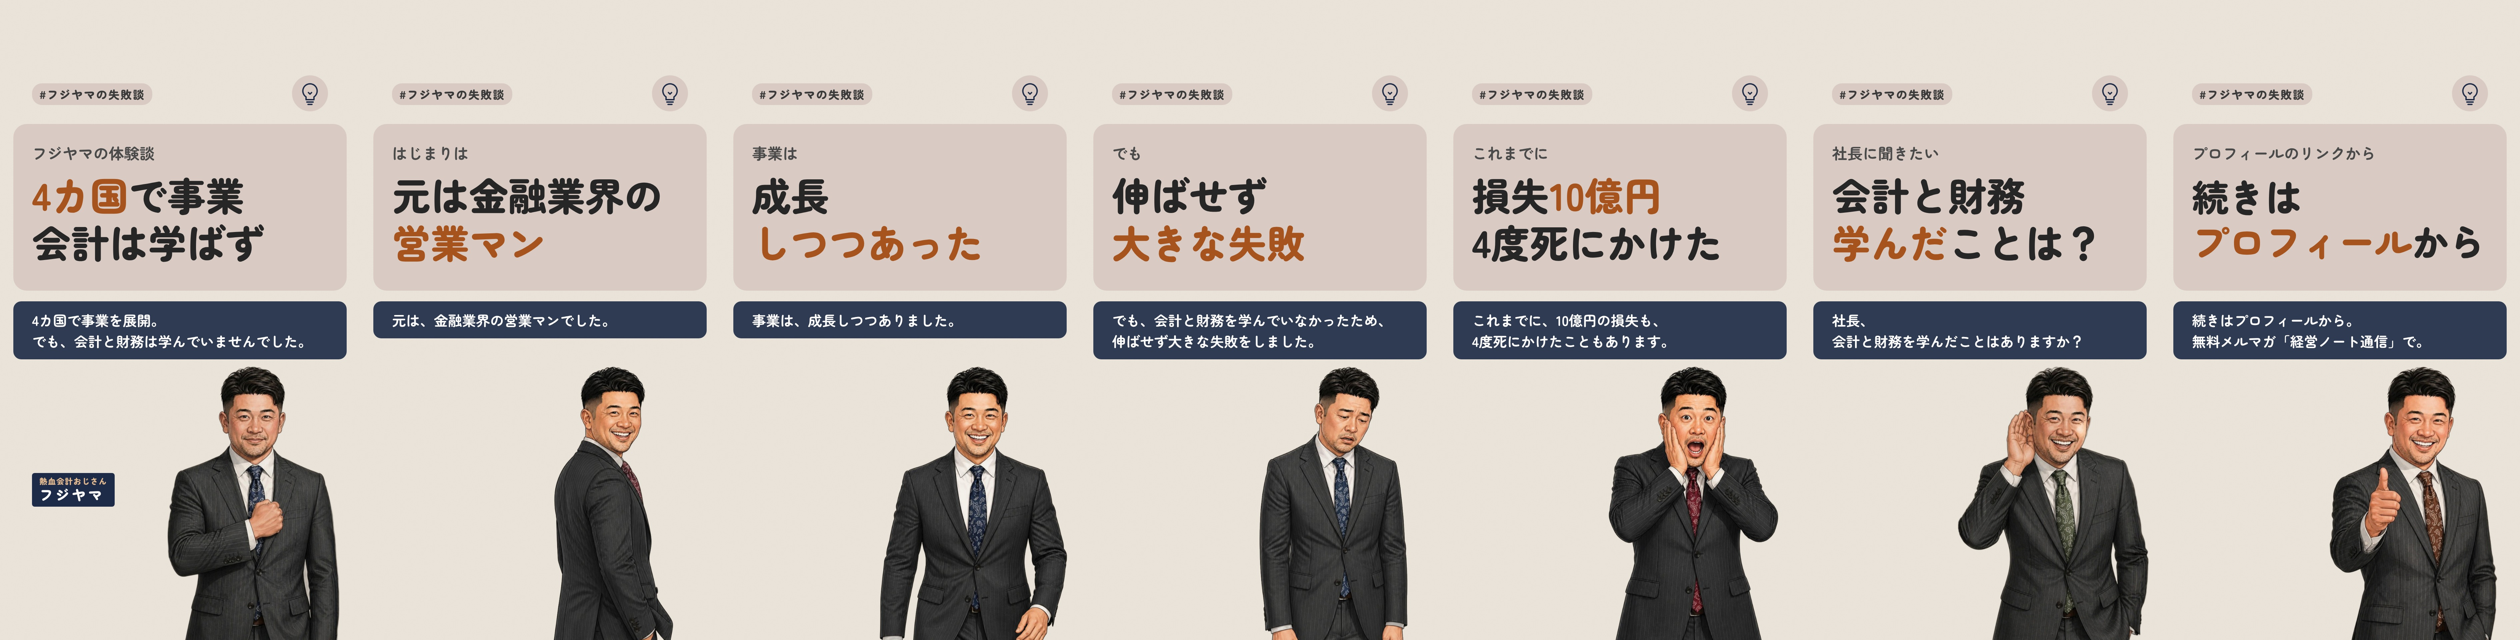 #フジヤマの失敗談
フジヤマの体験談
4カ国で事業
会計は学ばず
4カ国で事業を展開。
でも、会計と財務は学んでいませんでした。
熱血会計おじさん
フジヤマ
#フジヤマの失敗談
はじまりは
元は金融業界の
営業マン
元は、金融業界の営業マンでした。
#フジヤマの失敗談
事業は
成長
しつつあった
事業は、成長しつつありました。
#フジヤマの失敗談
でも
伸ばせず
大きな失敗
でも、会計と財務を学んでいなかったため、
伸ばせず大きな失敗をしました。
#フジヤマの失敗談
これまでに
損失10億円
4度死にかけた
これまでに、10億円の損失も、
4度死にかけたこともあります。
#フジヤマの失敗談
社長に聞きたい
会計と財務
学んだことは？
社長、
会計と財務を学んだことはありますか？
#フジヤマの失敗談
プロフィールのリンクから
続きは
プロフィールから
続きはプロフィールから。
無料メルマガ「経営ノート通信」で。